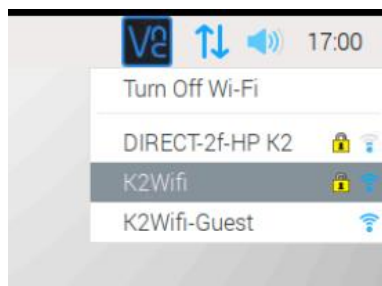 V2 17:00
Turn Off Wi-Fi
DIRECT-2f-HP K2
K2Wifi
K2Wifi-Guest